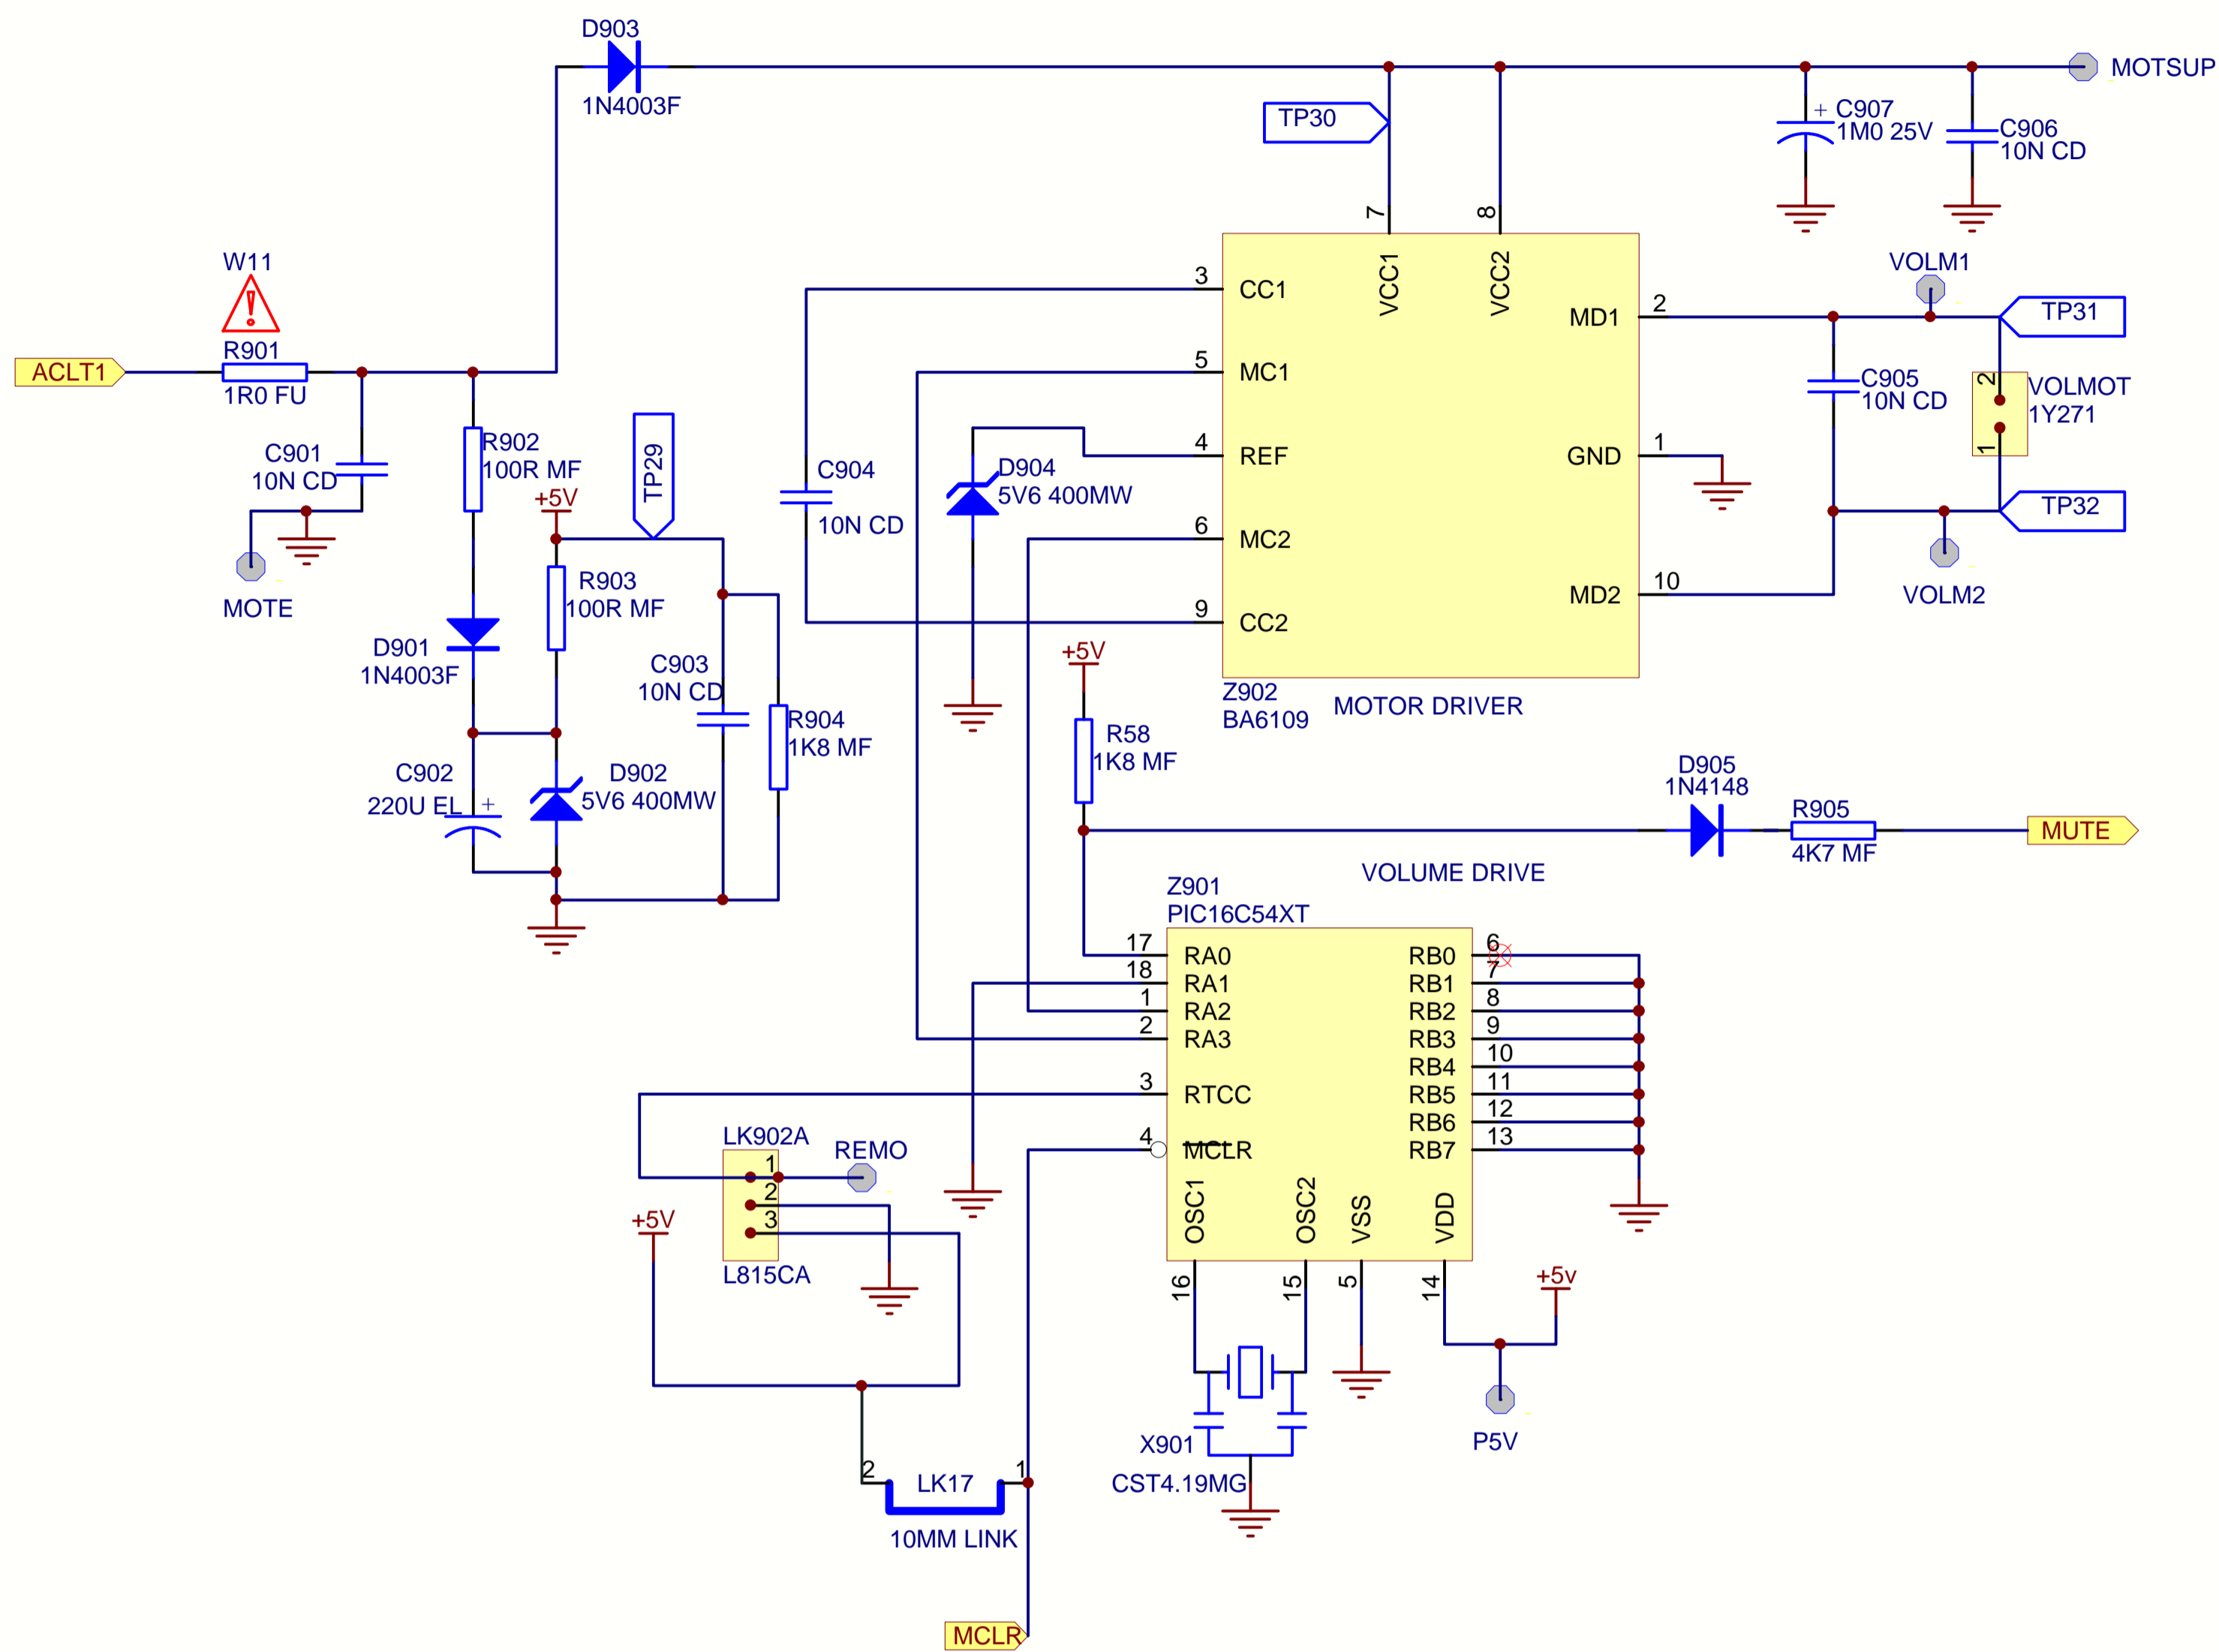 D903
1N4003F
MOTSUP
TP30
+ C907
1M0 25V
C906
10N CD
7
8
W11
!
R901
1R0 FU
ACLT1
VCC1
VCC2
3
CC1
5
MC1
4
REF
6
MC2
9
CC2
MD1
2
GND
1
MD2
10
VOLM1
TP31
C905
10N CD
2
1
VOLMOT
1Y271
TP32
VOLM2
C901
10N CD
R902
100R MF
+5V
TP29
MOTE
R903
100R MF
C904
10N CD
D904
5V6 400MW
D901
1N4003F
C903
10N CD
R904
1K8 MF
C902
220U EL +
D902
5V6 400MW
Z902
BA6109
MOTOR DRIVER
+5V
R58
1K8 MF
D905
1N4148
R905
4K7 MF
MUTE
VOLUME DRIVE
Z901
PIC16C54XT
17
RA0
18
RA1
1
RA2
2
RA3
3
RTCC
4
MCLR
RB0
6
RB1
7
RB2
8
RB3
9
RB4
10
RB5
11
RB6
12
RB7
13
OSC1
OSC2
VSS
VDD
16
15
5
14
LK902A
1
2
3
L815CA
REMO
+5V
+5v
P5V
X901
CST4.19MG
2
LK17
1
10MM LINK
MCLR